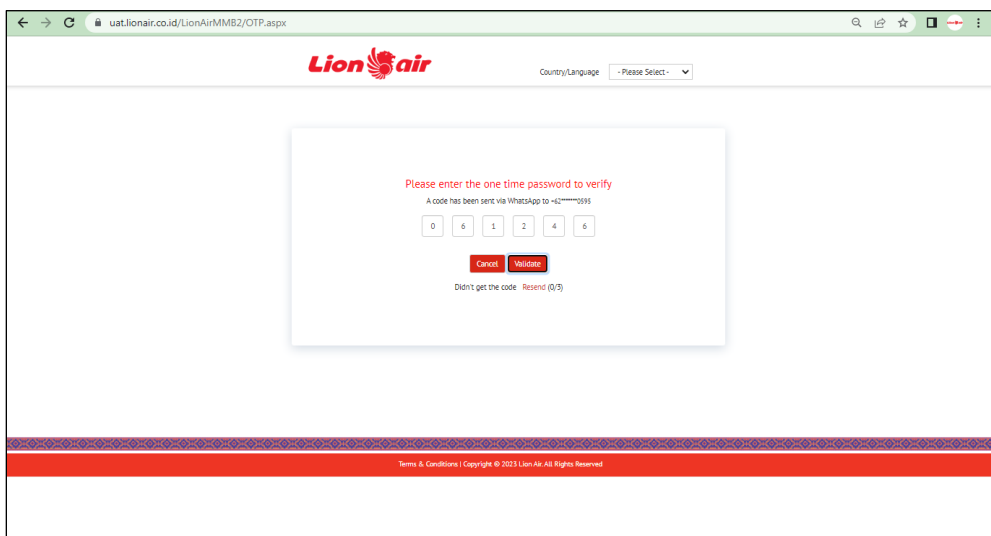 uat.lionair.co.id/LionAirMMB2/OTP.aspx
Lion air
Country/Language - Please Select -
Please enter the one time password to verify
A code has been sent via WhatsApp to +62*******0595
0 6 1 2 4 6
Cancel Validate
Didn't get the code Resend (0/3)
Terms & Conditions | Copyright © 2023 Lion Air. All Rights Reserved